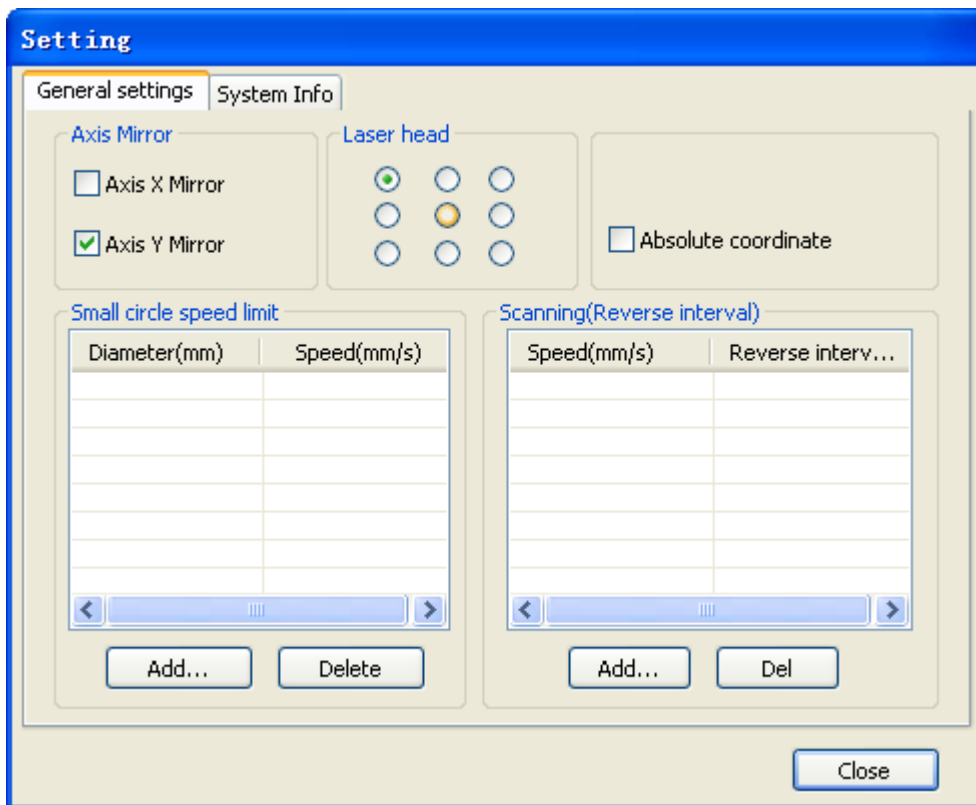 Setting
General settings
System Info
Axis Mirror
Axis X Mirror
Axis Y Mirror
Laser head
Absolute coordinate
Small circle speed limit
Diameter(mm) Speed(mm/s)
Add... Delete
Scanning(Reverse interval)
Speed(mm/s) Reverse interv...
Add... Del
Close